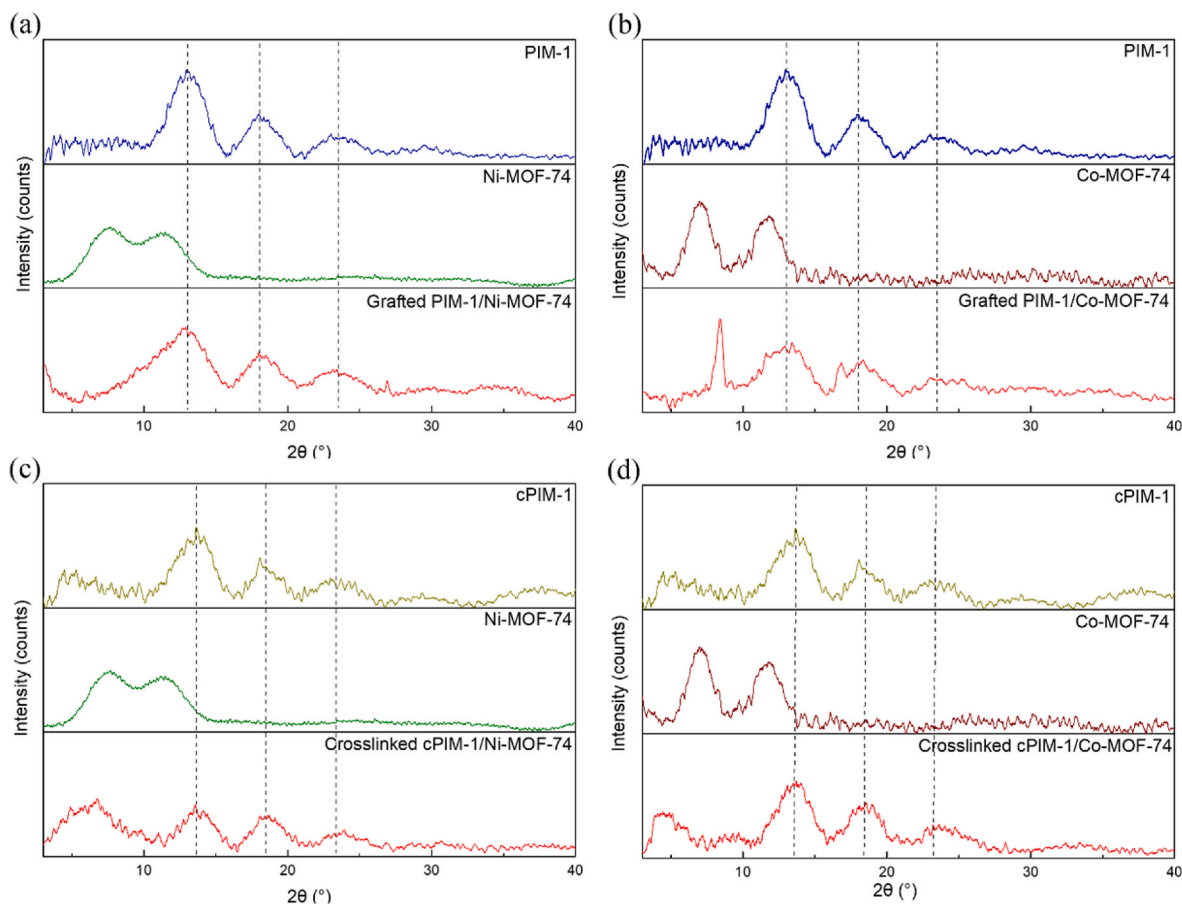 (a)
PIM-1
Ni-MOF-74
Grafted PIM-1/Ni-MOF-74
Intensity (counts)
10
20
30
40
2θ (°)
(b)
PIM-1
Co-MOF-74
Grafted PIM-1/Co-MOF-74
Intensity (counts)
10
20
30
40
2θ (°)
(c)
cPIM-1
Ni-MOF-74
Crosslinked cPIM-1/Ni-MOF-74
Intensity (counts)
10
20
30
40
2θ (°)
(d)
cPIM-1
Co-MOF-74
Crosslinked cPIM-1/Co-MOF-74
Intensity (counts)
10
20
30
40
2θ (°)